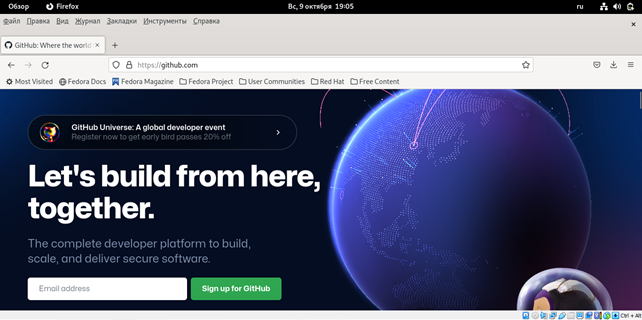 Обзор Firefox Вс, 9 октября 19:05 ru
Файл Правка Вид Журнал Закладки Инструменты Справка
GitHub: Where the world
https://github.com
Most Visited Fedora Docs Fedora Magazine Fedora Project User Communities Red Hat Free Content
GitHub Universe: A global developer event
Register now to get early bird passes 20% off
Let's build from here,
together.
The complete developer platform to build,
scale, and deliver secure software.
Email address Sign up for GitHub
Ctrl + Alt